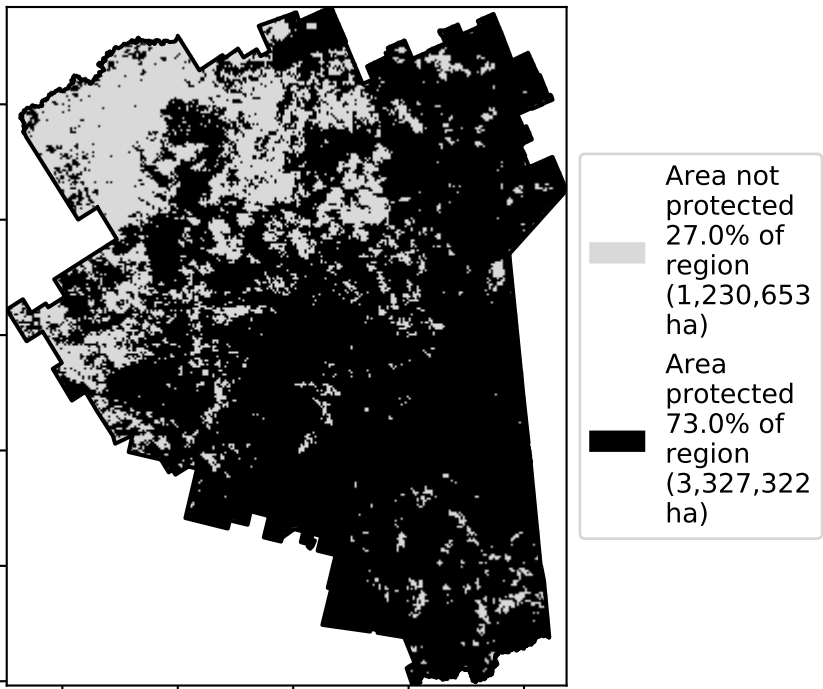 Area not
protected
27.0% of
region
(1,230,653
ha)
Area
protected
73.0% of
region
(3,327,322
ha)